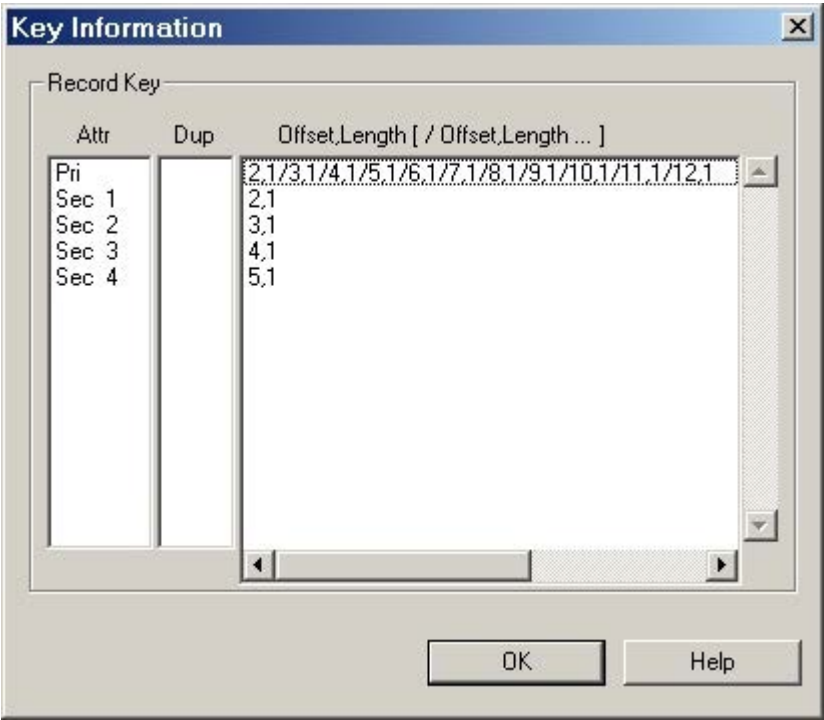 Key Information
Record Key
Attr Dup Offset,Length [ / Offset,Length ... ]
Pri 2,1/3,1/4,1/5,1/6,1/7,1/8,1/9,1/10,1/11,1/12,1
Sec 1 2,1
Sec 2 3,1
Sec 3 4,1
Sec 4 5,1
OK Help